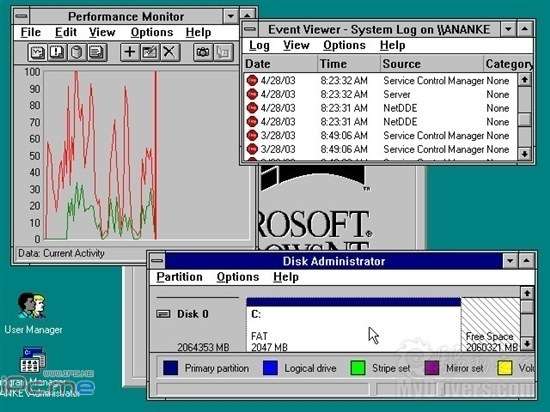 Performance Monitor
File Edit View Options Help
100
90
80
70
60
50
40
30
20
10
0
Data: Current Activity
Event Viewer - System Log on \\ANANKE
Log View Options Help
Date Time Source Category
4/28/03 8:23:32 AM Service Control Manager None
4/28/03 8:23:32 AM Server None
4/28/03 8:23:31 AM NetDDE None
4/28/03 8:23:31 AM NetDDE None
3/28/03 8:49:06 AM Service Control Manager None
3/28/03 8:49:06 AM Service Control Manager None
ROSOFT
OWSNT
Disk Administrator
Partition Options Help
Disk 0
2064353 MB
C:
FAT
2047 MB
Free Space
2060321 MB
Primary partition Logical drive Stripe set Mirror set Volu
User Manager
ogram Manager
ANKE\Administrator
MyDrivers.com